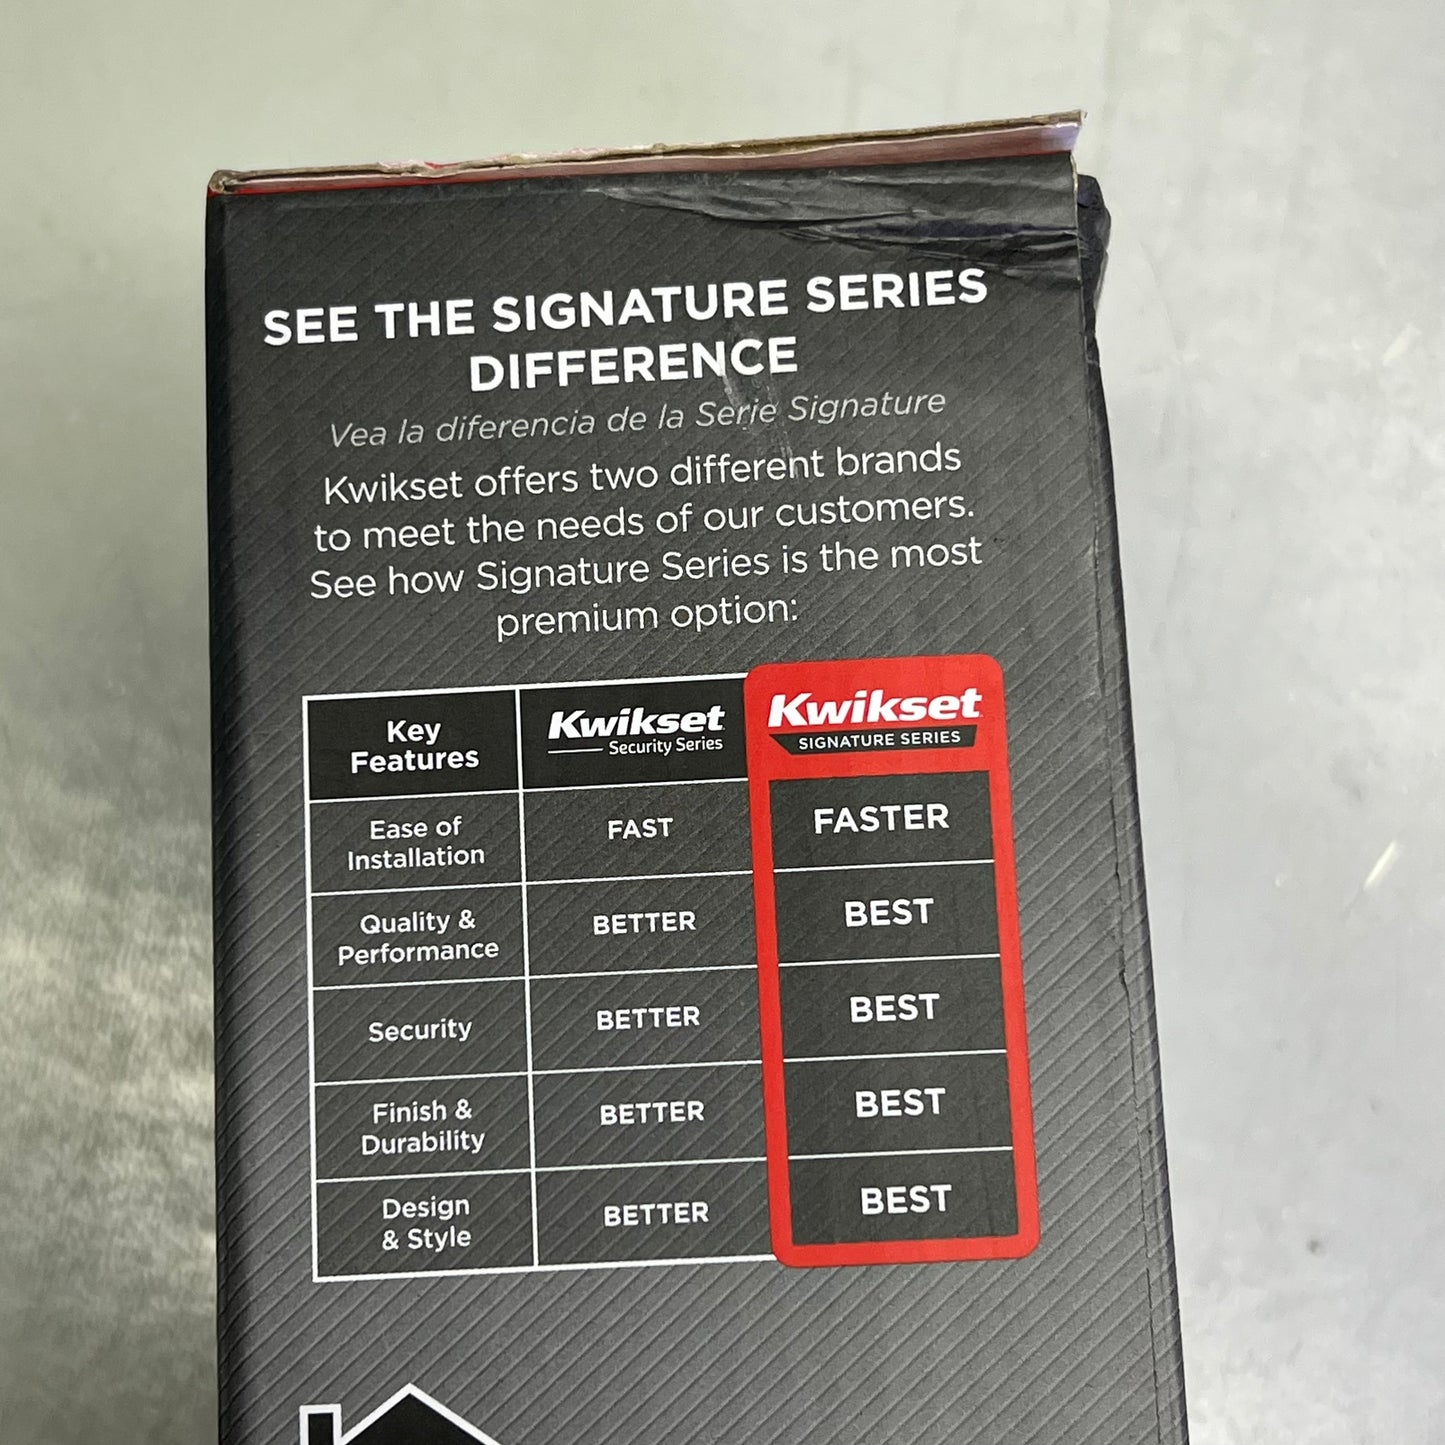 SEE THE SIGNATURE SERIES
DIFFERENCE
Vea la diferencia de la Serie Signature
Kwikset offers two different brands
to meet the needs of our customers.
See how Signature Series is the most
premium option:
Key
Features
Kwikset
Security Series
Kwikset
SIGNATURE SERIES
Ease of
Installation
FAST
FASTER
Quality &
Performance
BETTER
BEST
Security
BETTER
BEST
Finish &
Durability
BETTER
BEST
Design
& Style
BETTER
BEST